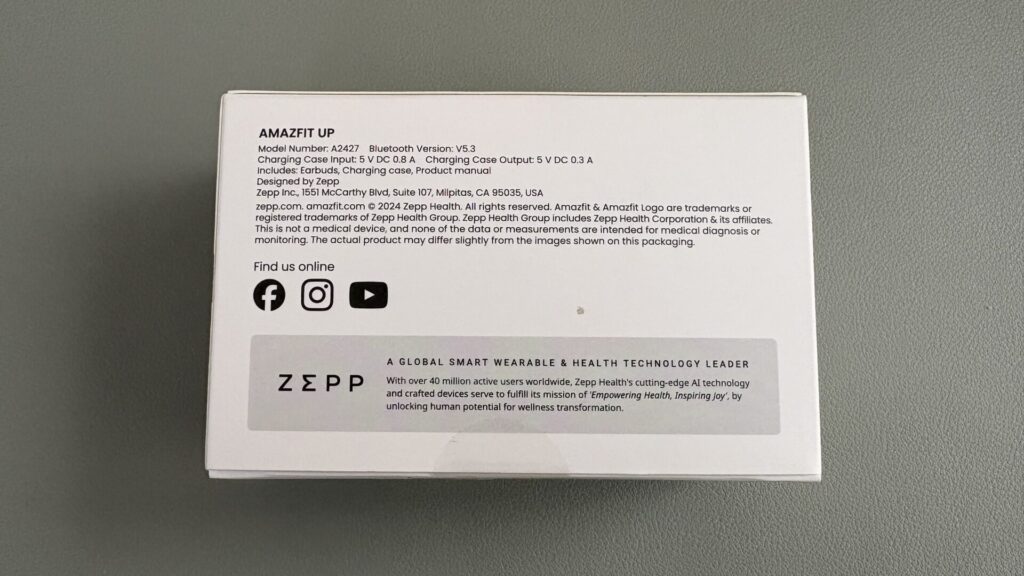 AMAZFIT UP
Model Number: A2427 Bluetooth Version: V5.3
Charging Case Input: 5 V DC 0.8 A Charging Case Output: 5 V DC 0.3 A
Includes: Earbuds, Charging case, Product manual
Designed by Zepp
Zepp Inc., 1551 McCarthy Blvd, Suite 107, Milpitas, CA 95035, USA
zepp.com. amazfit.com © 2024 Zepp Health. All rights reserved. Amazfit & Amazfit Logo are trademarks or
registered trademarks of Zepp Health Group. Zepp Health Group includes Zepp Health Corporation & its affiliates.
This is not a medical device, and none of the data or measurements are intended for medical diagnosis or
monitoring. The actual product may differ slightly from the images shown on this packaging.
Find us online
ZEPP
A GLOBAL SMART WEARABLE & HEALTH TECHNOLOGY LEADER
With over 40 million active users worldwide, Zepp Health's cutting-edge AI technology
and crafted devices serve to fulfill its mission of 'Empowering Health, Inspiring Joy', by
unlocking human potential for wellness transformation.